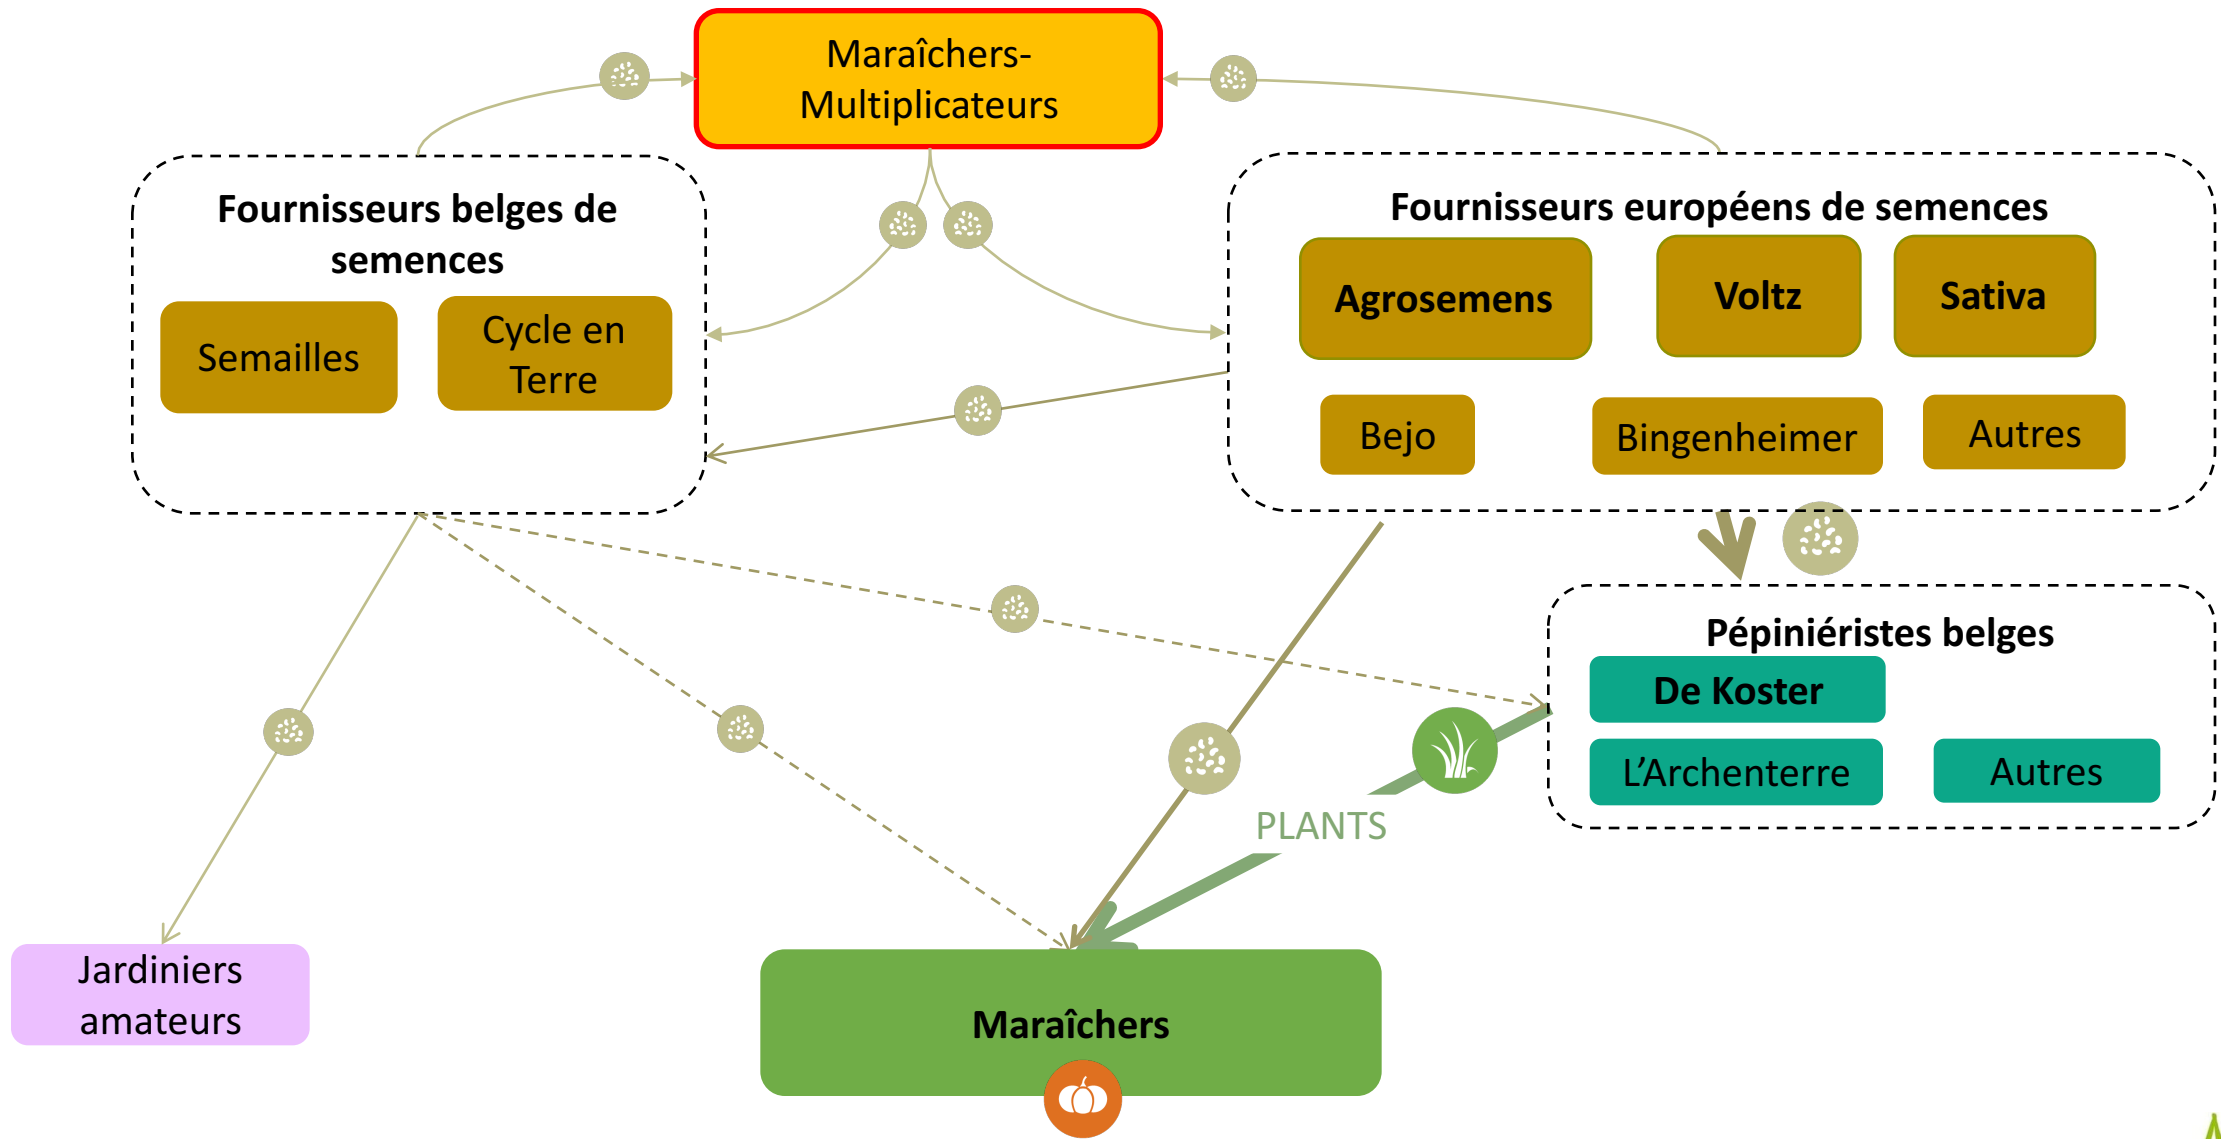 Maraîchers-
Multiplicateurs
Fournisseurs belges de
semences
Semailles
Cycle en
Terre
Fournisseurs européens de semences
Agrosemens
Voltz
Sativa
Bejo
Bingenheimer
Autres
Pépiniéristes belges
De Koster
L’Archenterre
Autres
PLANTS
Jardiniers
amateurs
Maraîchers